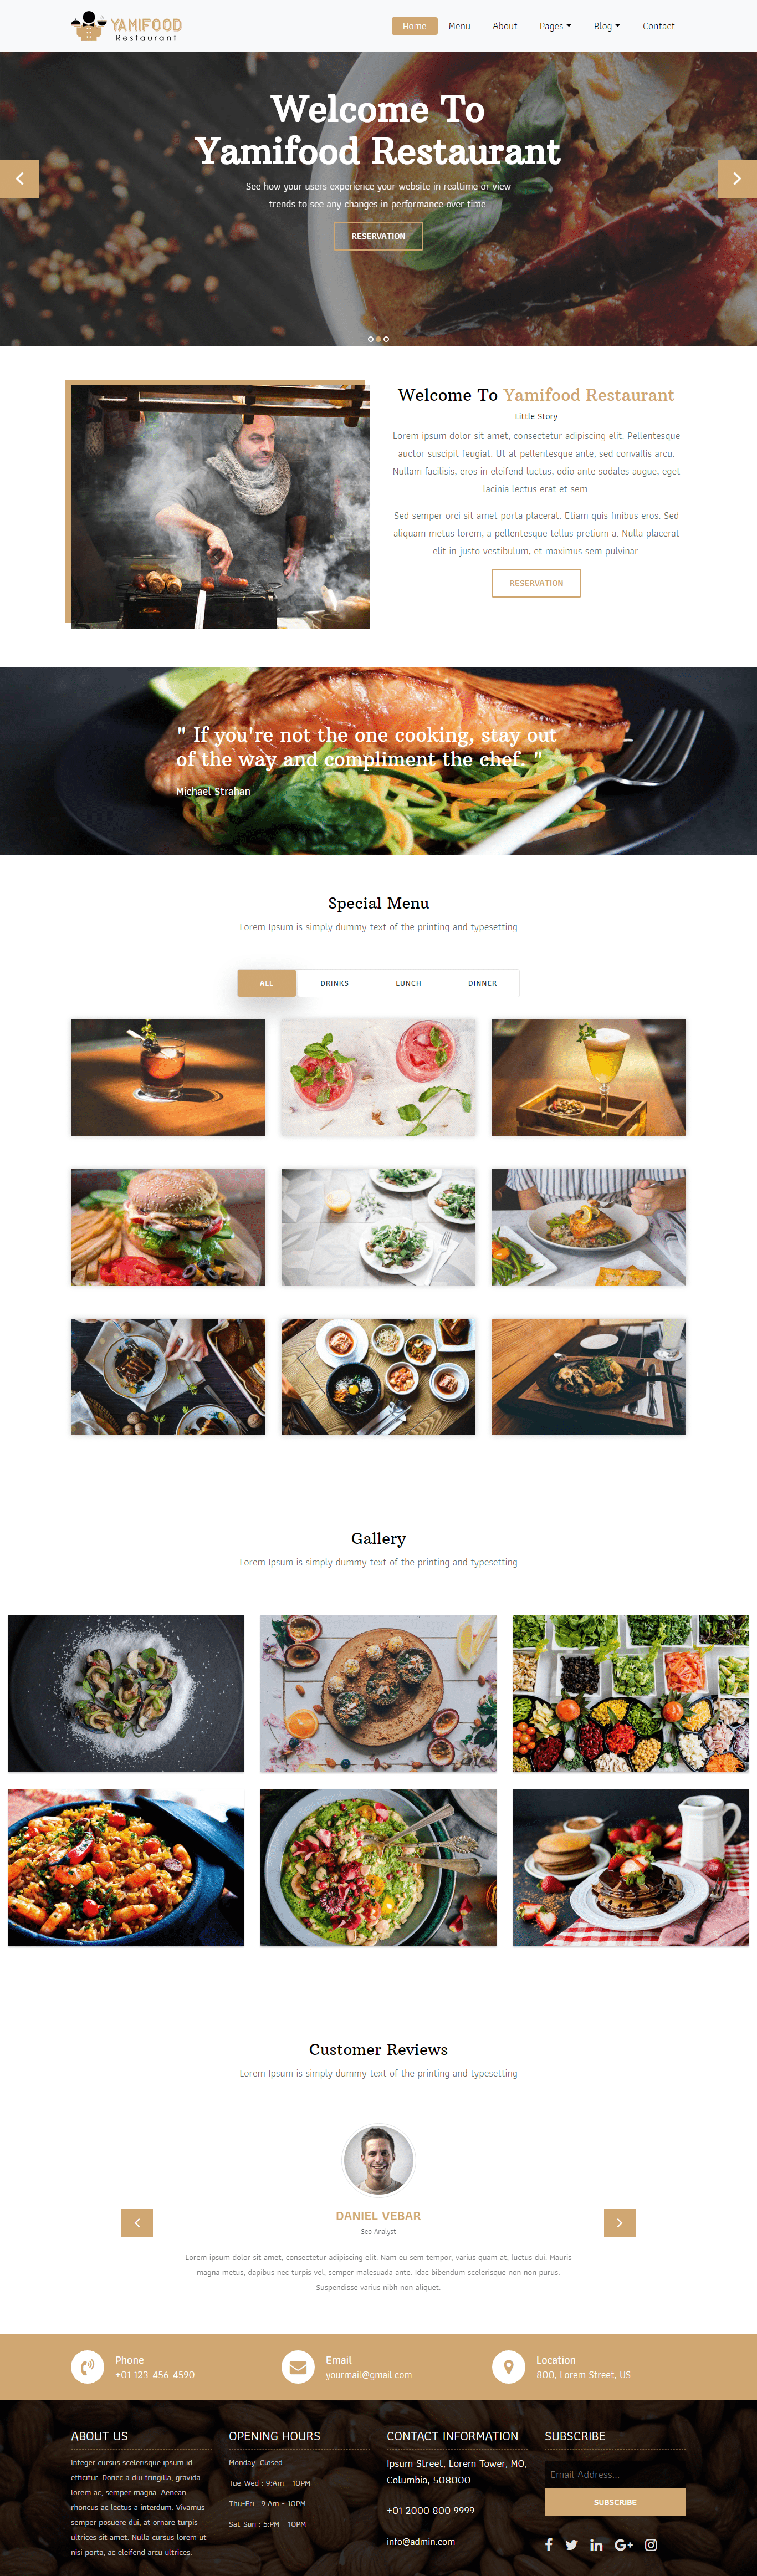 YAMIFOOD
Restaurant
Home Menu About Pages Blog Contact
Welcome To
Yamifood Restaurant
See how your users experience your website in realtime or view
trends to see any changes in performance over time.
RESERVATION
Welcome To Yamifood Restaurant
Little Story
Lorem ipsum dolor sit amet, consectetur adipiscing elit. Pellentesque
auctor suscipit feugiat. Ut at pellentesque ante, sed convallis arcu.
Nullam facilisis, eros in eleifend luctus, odio ante sodales augue, eget
lacinia lectus erat et sem.
Sed semper orci sit amet porta placerat. Etiam quis finibus eros. Sed
aliquam metus lorem, a pellentesque tellus pretium a. Nulla placerat
elit in justo vestibulum, et maximus sem pulvinar.
RESERVATION
" If you're not the one cooking, stay out
of the way and compliment the chef. "
Michael Strahan
Special Menu
Lorem Ipsum is simply dummy text of the printing and typesetting
ALL DRINKS LUNCH DINNER
Gallery
Lorem Ipsum is simply dummy text of the printing and typesetting
Customer Reviews
Lorem Ipsum is simply dummy text of the printing and typesetting
DANIEL VEBAR
Seo Analyst
Lorem ipsum dolor sit amet, consectetur adipiscing elit. Nam eu sem tempor, varius quam at, luctus dui. Mauris
magna metus, dapibus nec turpis vel, semper malesuada ante. Idac bibendum scelerisque non non purus.
Suspendisse varius nibh non aliquet.
Phone
+01 123-456-4590
Email
yourmail@gmail.com
Location
800, Lorem Street, US
ABOUT US
Integer cursus scelerisque ipsum id
efficitur. Donec a dui fringilla, gravida
lorem ac, semper magna. Aenean
rhoncus ac lectus a interdum. Vivamus
semper posuere dui, at ornare turpis
ultrices sit amet. Nulla cursus lorem ut
nisi porta, ac eleifend arcu ultrices.
OPENING HOURS
Monday: Closed
Tue-Wed : 9:Am - 10PM
Thu-Fri : 9:Am - 10PM
Sat-Sun : 5:PM - 10PM
CONTACT INFORMATION
Ipsum Street, Lorem Tower, MO,
Columbia, 508000
+01 2000 800 9999
info@admin.com
SUBSCRIBE
Email Address...
SUBSCRIBE